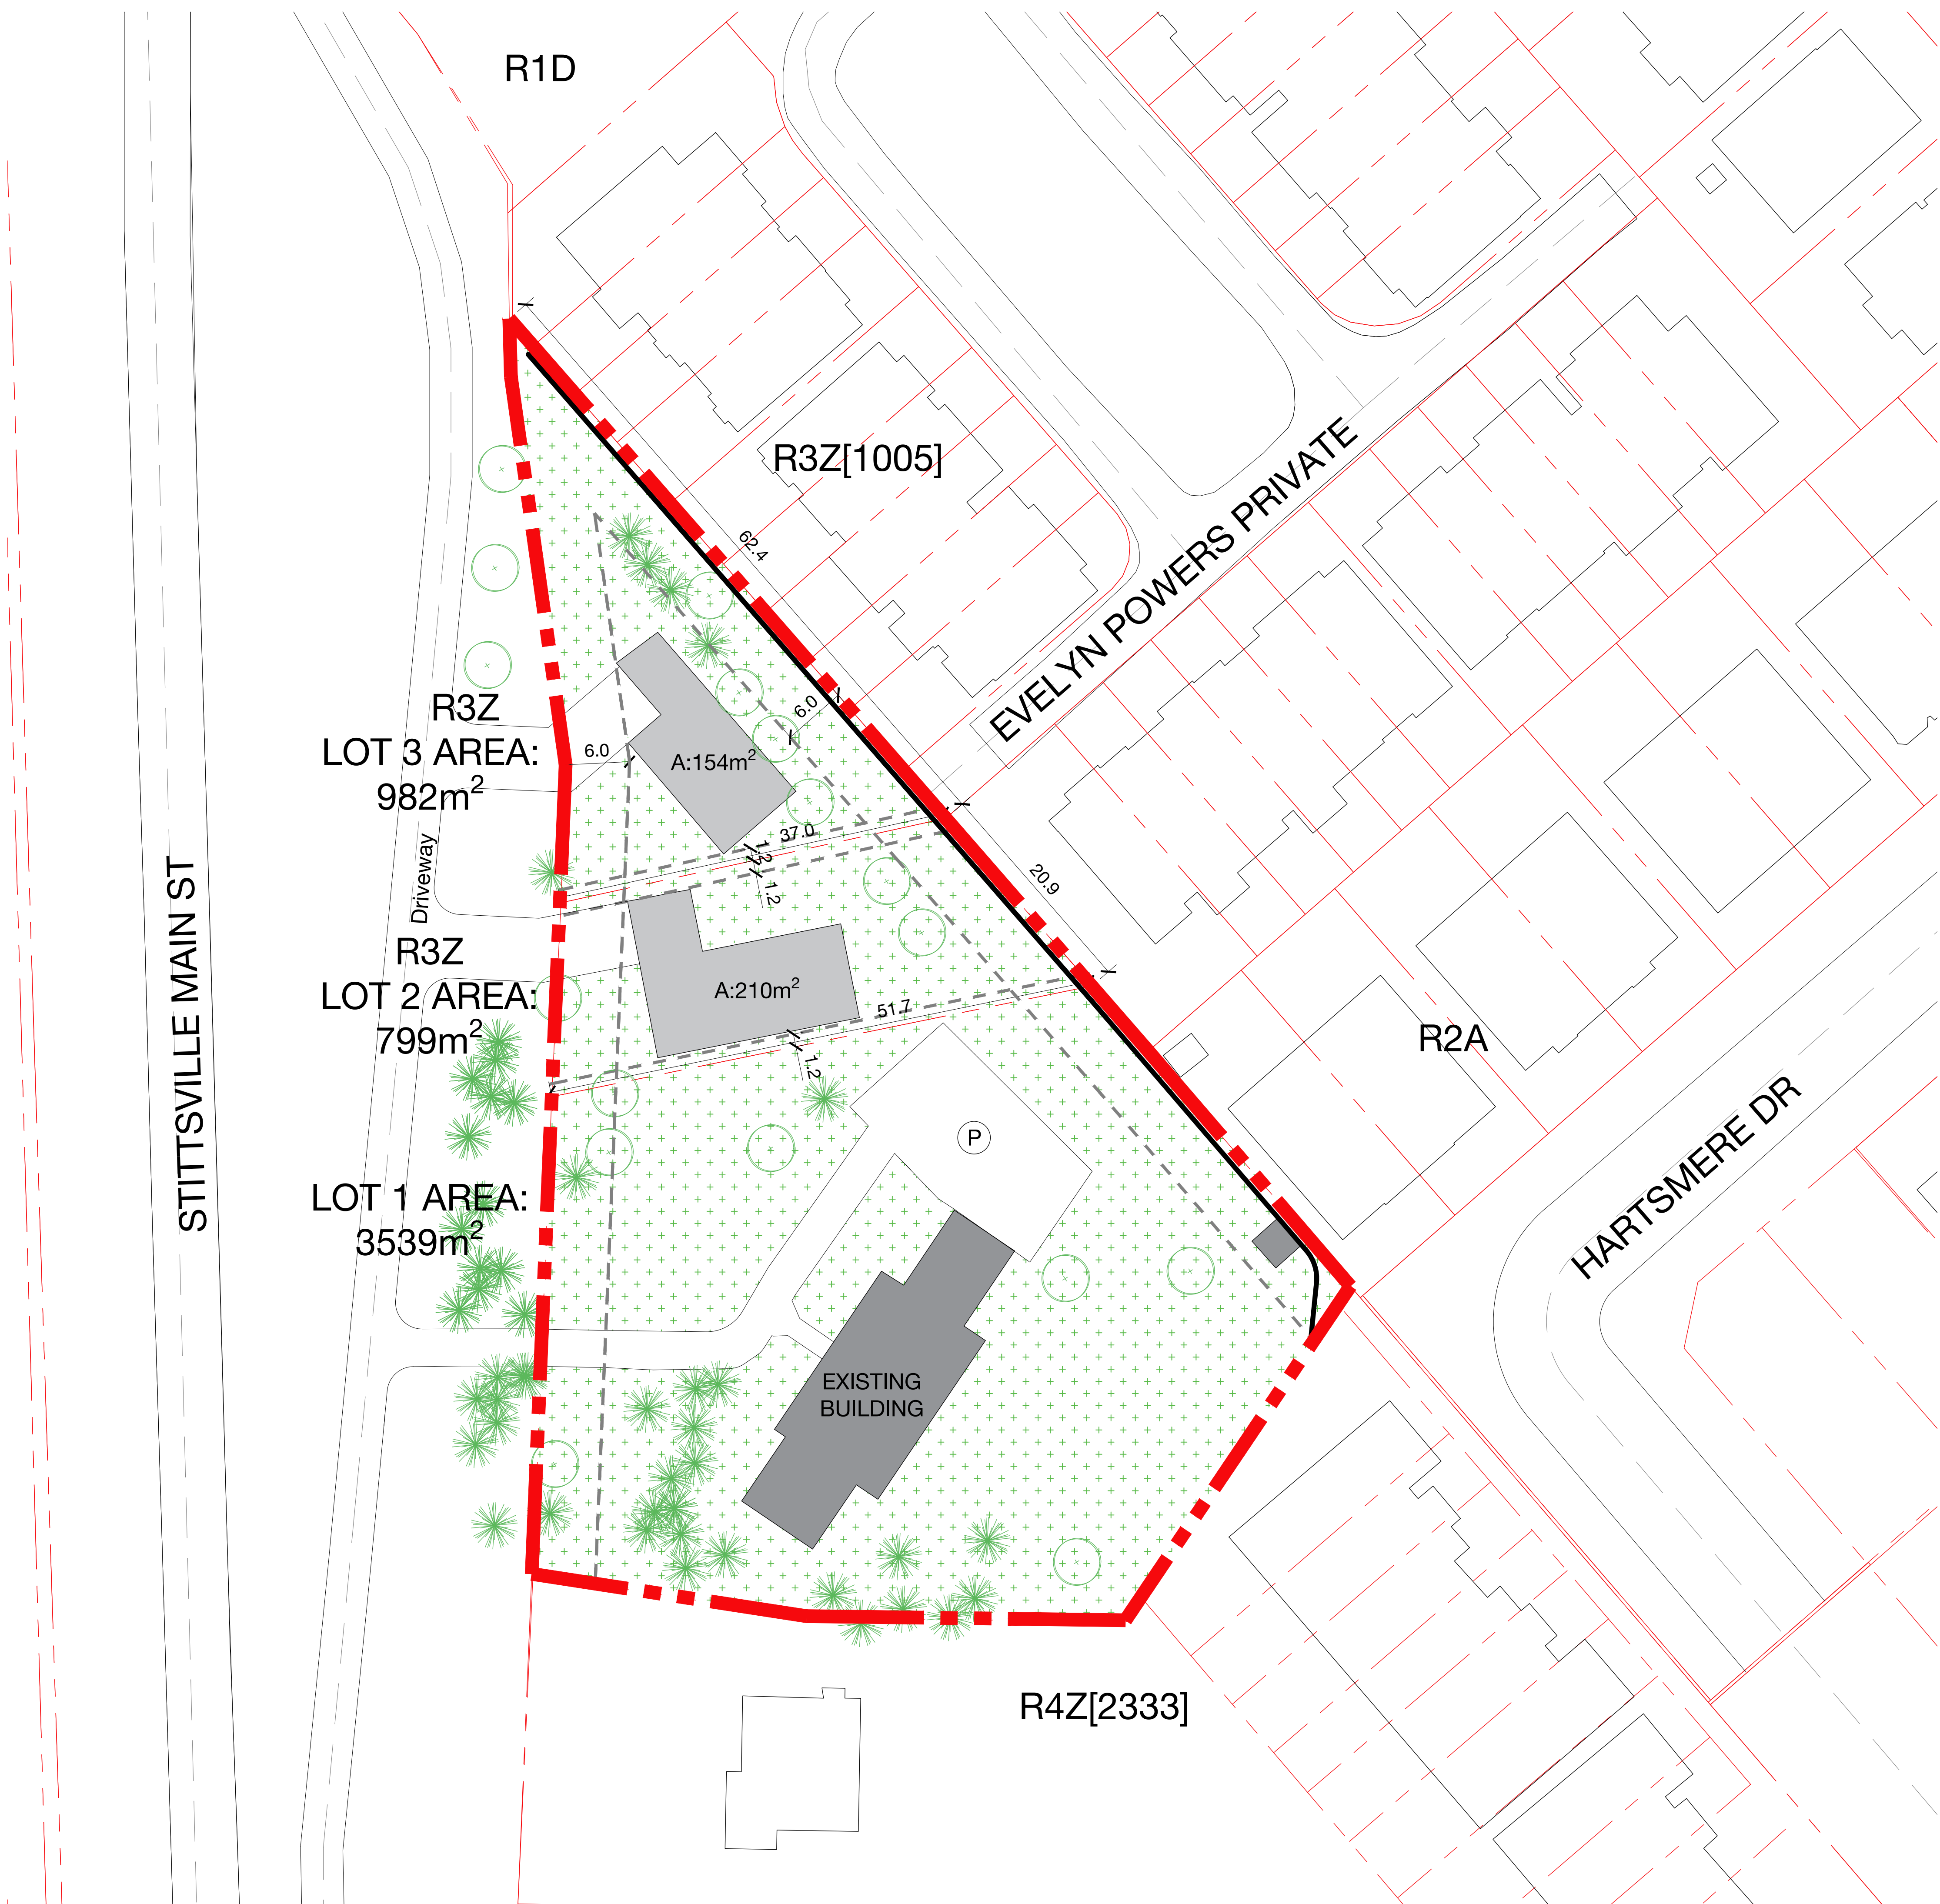 R1D
R3Z[1005]
62.4
EVELYN POWERS PRIVATE
R3Z
LOT 3 AREA:
982m²
6.0
6.0
A:154m²
37.0
1.2
1.2
20.9
Driveway
STITTSVILLE MAIN ST
R3Z
LOT 2 AREA:
799m²
A:210m²
51.7
1.2
R2A
P
HARTSMERE DR
LOT 1 AREA:
3539m²
EXISTING
BUILDING
R4Z[2333]